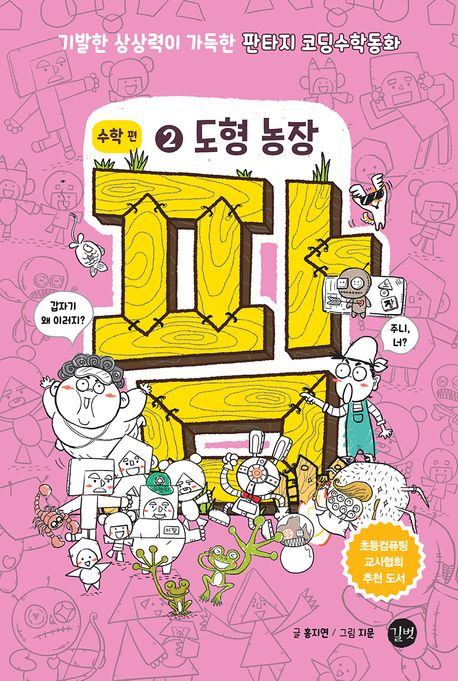 기발한 상상력이 가득한 판타지 코딩수학동화
수학 편
2 도형 농장
팜
갑자기
왜 이러지?
주니,
너?
초등컴퓨팅
교사협회
추천 도서
글 홍지연 / 그림 지문
길벗